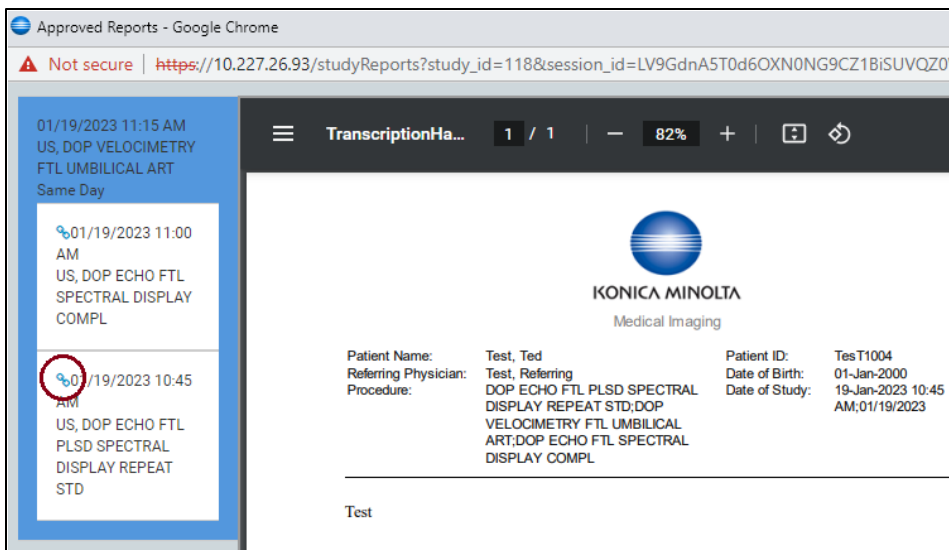 Approved Reports - Google Chrome
Not secure | https://10.227.26.93/studyReports?study_id=118&session_id=LV9GdnA5T0d6OXN0NG9CZ1BiSUVQZ0
01/19/2023 11:15 AM
US, DOP VELOCIMETRY
FTL UMBILICAL ART
Same Day
01/19/2023 11:00
AM
US, DOP ECHO FTL
SPECTRAL DISPLAY
COMPL
01/19/2023 10:45
AM
US, DOP ECHO FTL
PLSD SPECTRAL
DISPLAY REPEAT
STD
TranscriptionHa... 1 / 1 | — 82% + |
KONICA MINOLTA
Medical Imaging
Patient Name: Test, Ted Patient ID: TesT1004
Referring Physician: Test, Referring Date of Birth: 01-Jan-2000
Procedure: DOP ECHO FTL PLSD SPECTRAL Date of Study: 19-Jan-2023 10:45
DISPLAY REPEAT STD;DOP AM;01/19/2023
VELOCIMETRY FTL UMBILICAL
ART;DOP ECHO FTL SPECTRAL
DISPLAY COMPL
Test